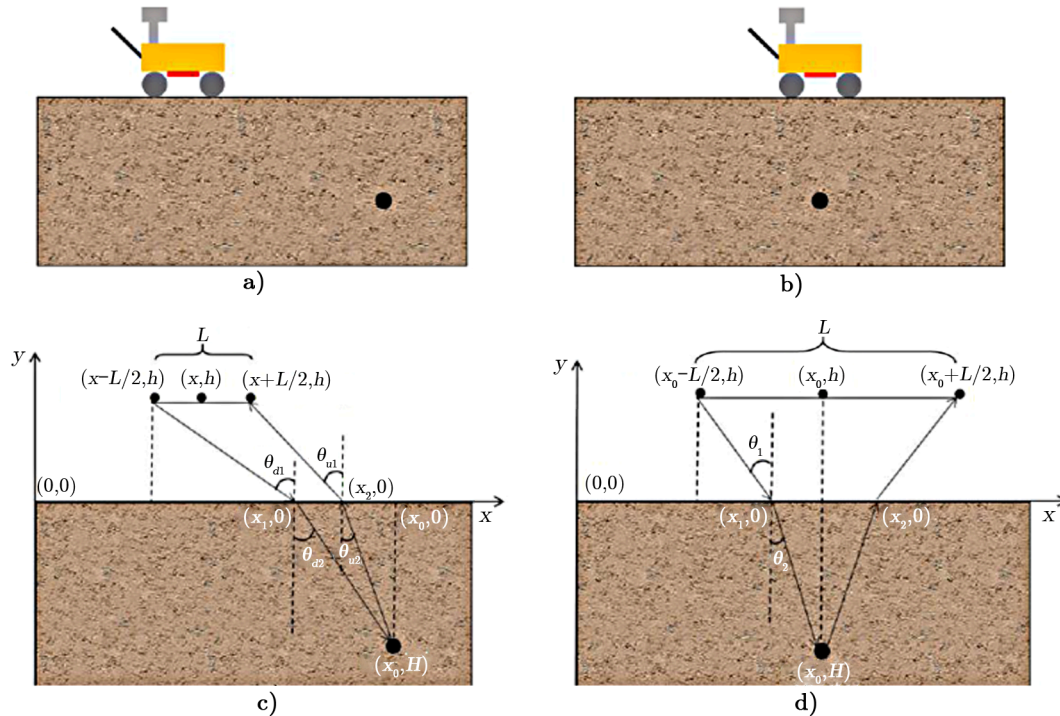 a)
b)
L
y
(x−L/2,h)
(x,h)
(x+L/2,h)
θd1
θu1
(0,0)
(x2,0)
x
(x1,0)
(x0,0)
θd2
θu2
(x0,H)
c)
L
y
(x0−L/2,h)
(x0,h)
(x0+L/2,h)
θ1
(0,0)
x
(x1,0)
(x2,0)
θ2
(x0,H)
d)